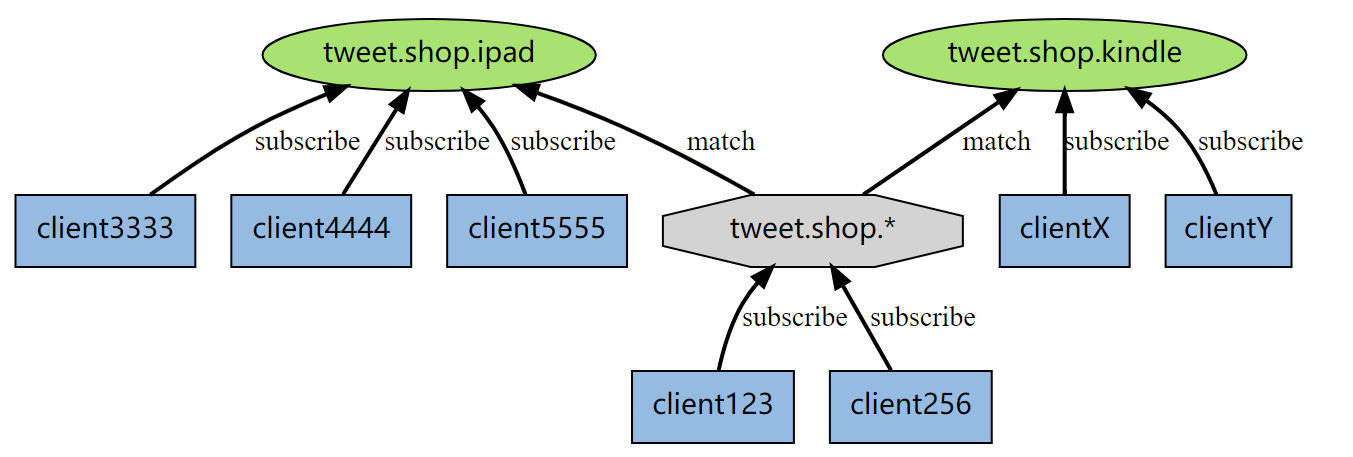 tweet.shop.ipad
tweet.shop.kindle
subscribe
subscribe
subscribe
match
match
subscribe
subscribe
client3333
client4444
client5555
tweet.shop.*
clientX
clientY
subscribe
subscribe
client123
client256